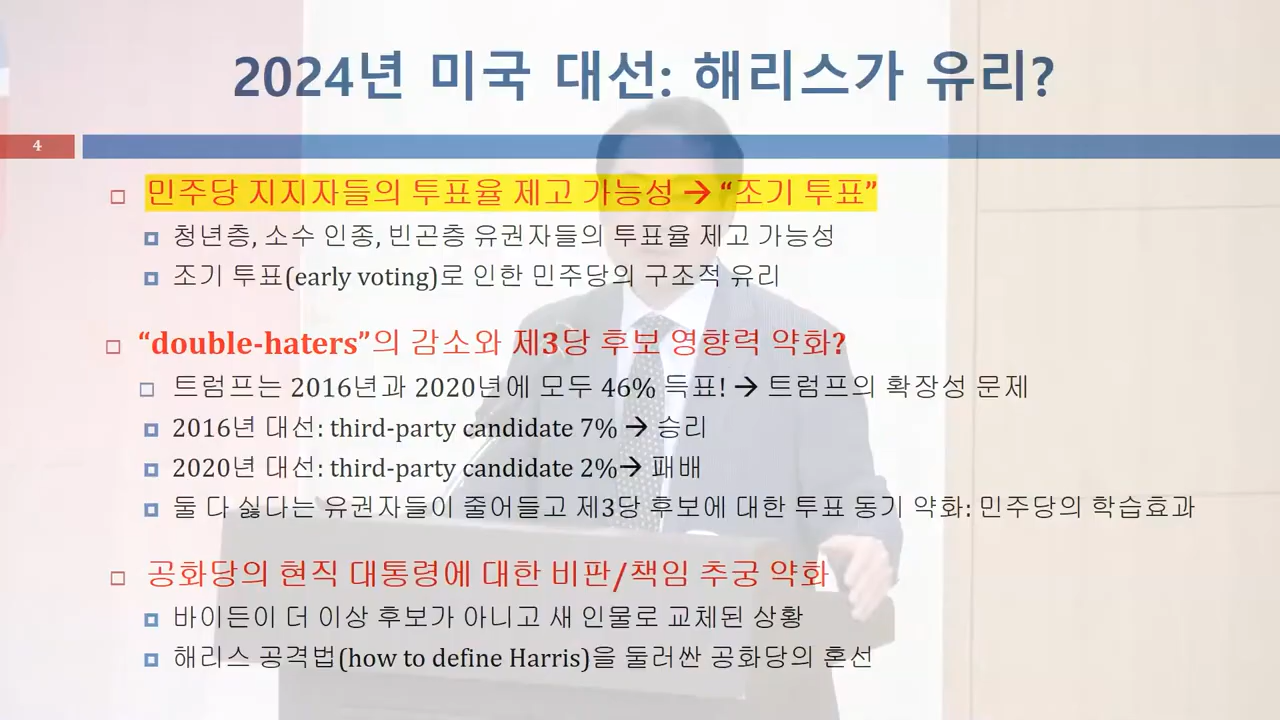 2024년 미국 대선: 해리스가 유리?
4
민주당 지지자들의 투표율 제고 가능성 → “조기 투표”
청년층, 소수 인종, 빈곤층 유권자들의 투표율 제고 가능성
조기 투표(early voting)로 인한 민주당의 구조적 유리
“double-haters”의 감소와 제3당 후보 영향력 약화?
트럼프는 2016년과 2020년에 모두 46% 득표! → 트럼프의 확장성 문제
2016년 대선: third-party candidate 7% → 승리
2020년 대선: third-party candidate 2%→ 패배
둘 다 싫다는 유권자들이 줄어들고 제3당 후보에 대한 투표 동기 약화: 민주당의 학습효과
공화당의 현직 대통령에 대한 비판/책임 추궁 약화
바이든이 더 이상 후보가 아니고 새 인물로 교체된 상황
해리스 공격법(how to define Harris)을 둘러싼 공화당의 혼선